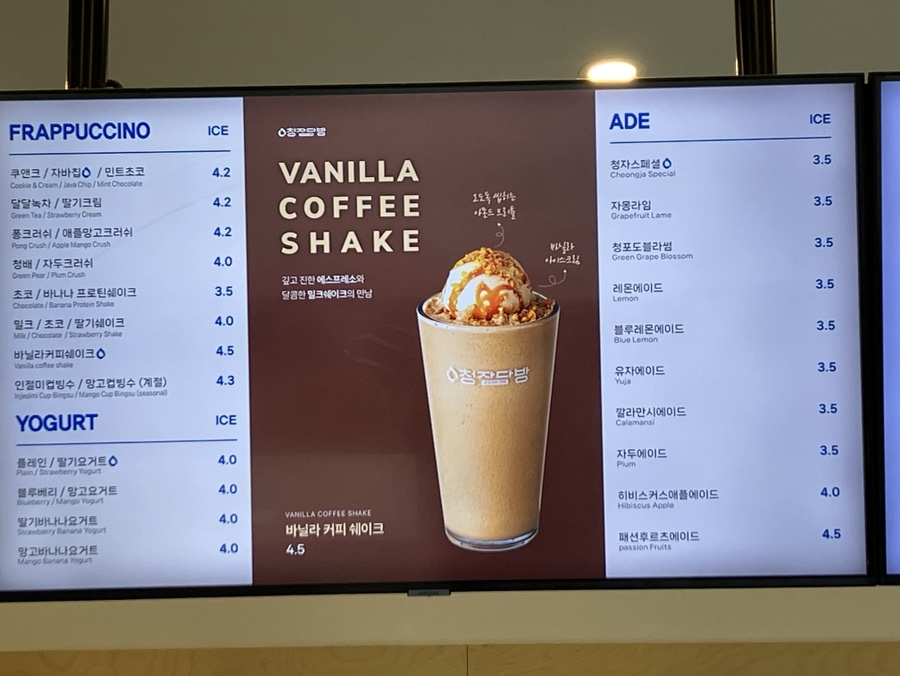 FRAPPUCCINO ICE
쿠앤크 / 자바칩 / 민트초코 4.2
Cookie & Cream / Java Chip / Mint Chocolate
달달녹차 / 딸기크림 4.2
Green Tea / Strawberry Cream
퐁크러쉬 / 애플망고크러쉬 4.2
Pong Crush / Apple Mango Crush
청배 / 자두크러쉬 4.0
Green Pear / Plum Crush
초코 / 바나나 프로틴쉐이크 3.5
Chocolate / Banana Protein Shake
밀크 / 초코 / 딸기쉐이크 4.0
Milk / Chocolate / Strawberry Shake
바닐라커피쉐이크 4.5
Vanilla coffee shake
인절미컵빙수 / 망고컵빙수 (계절) 4.3
Injeolmi Cup Bingsu / Mango Cup Bingsu (seasonal)
YOGURT ICE
플레인 / 딸기요거트 4.0
Plain / Strawberry Yogurt
블루베리 / 망고요거트 4.0
Blueberry / Mango Yogurt
딸기바나나요거트 4.0
Strawberry Banana Yogurt
망고바나나요거트 4.0
Mango Banana Yogurt
청잣담방
VANILLA
COFFEE
SHAKE
깊고 진한 에스프레소와
달콤한 밀크쉐이크의 만남
오도독 씹히는
아몬드 브리틀
바닐라
아이스크림
청잣담방
VANILLA COFFEE SHAKE
바닐라 커피 쉐이크
4.5
ADE ICE
청자스페셜 3.5
Cheongja Special
자몽라임 3.5
Grapefruit Lame
청포도블라썸 3.5
Green Grape Blossom
레몬에이드 3.5
Lemon
블루레몬에이드 3.5
Blue Lemon
유자에이드 3.5
Yuja
깔라만시에이드 3.5
Calamansi
자두에이드 3.5
Plum
히비스커스애플에이드 4.0
Hibiscus Apple
패션후르츠에이드 4.5
passion Fruits